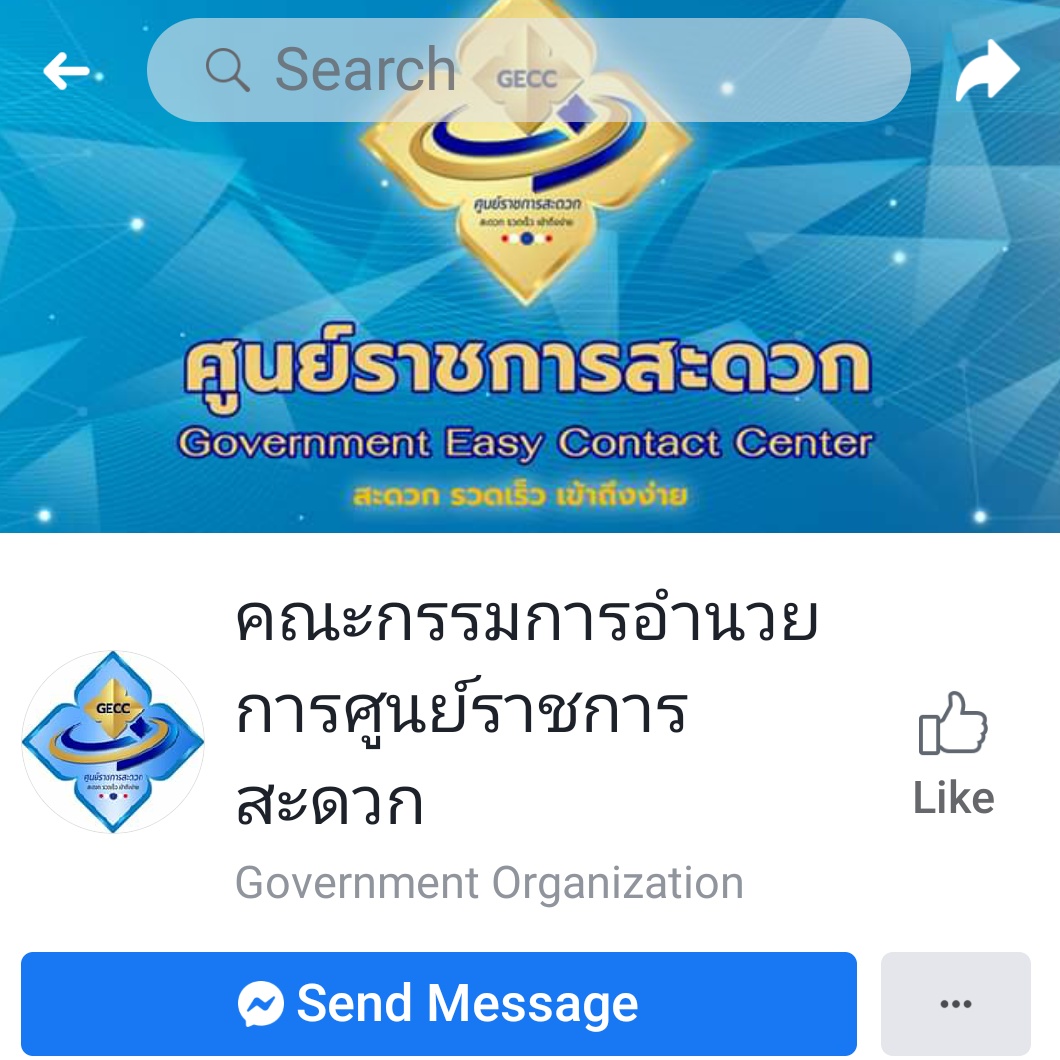 Search
GECC
ศูนย์ราชการสะดวก
สะดวก รวดเร็ว เข้าถึงง่าย
ศูนย์ราชการสะดวก
Government Easy Contact Center
สะดวก รวดเร็ว เข้าถึงง่าย
คณะกรรมการอำนวย
การศูนย์ราชการ
สะดวก
Government Organization
GECC
ศูนย์ราชการสะดวก
สะดวก รวดเร็ว เข้าถึงง่าย
Like
Send Message